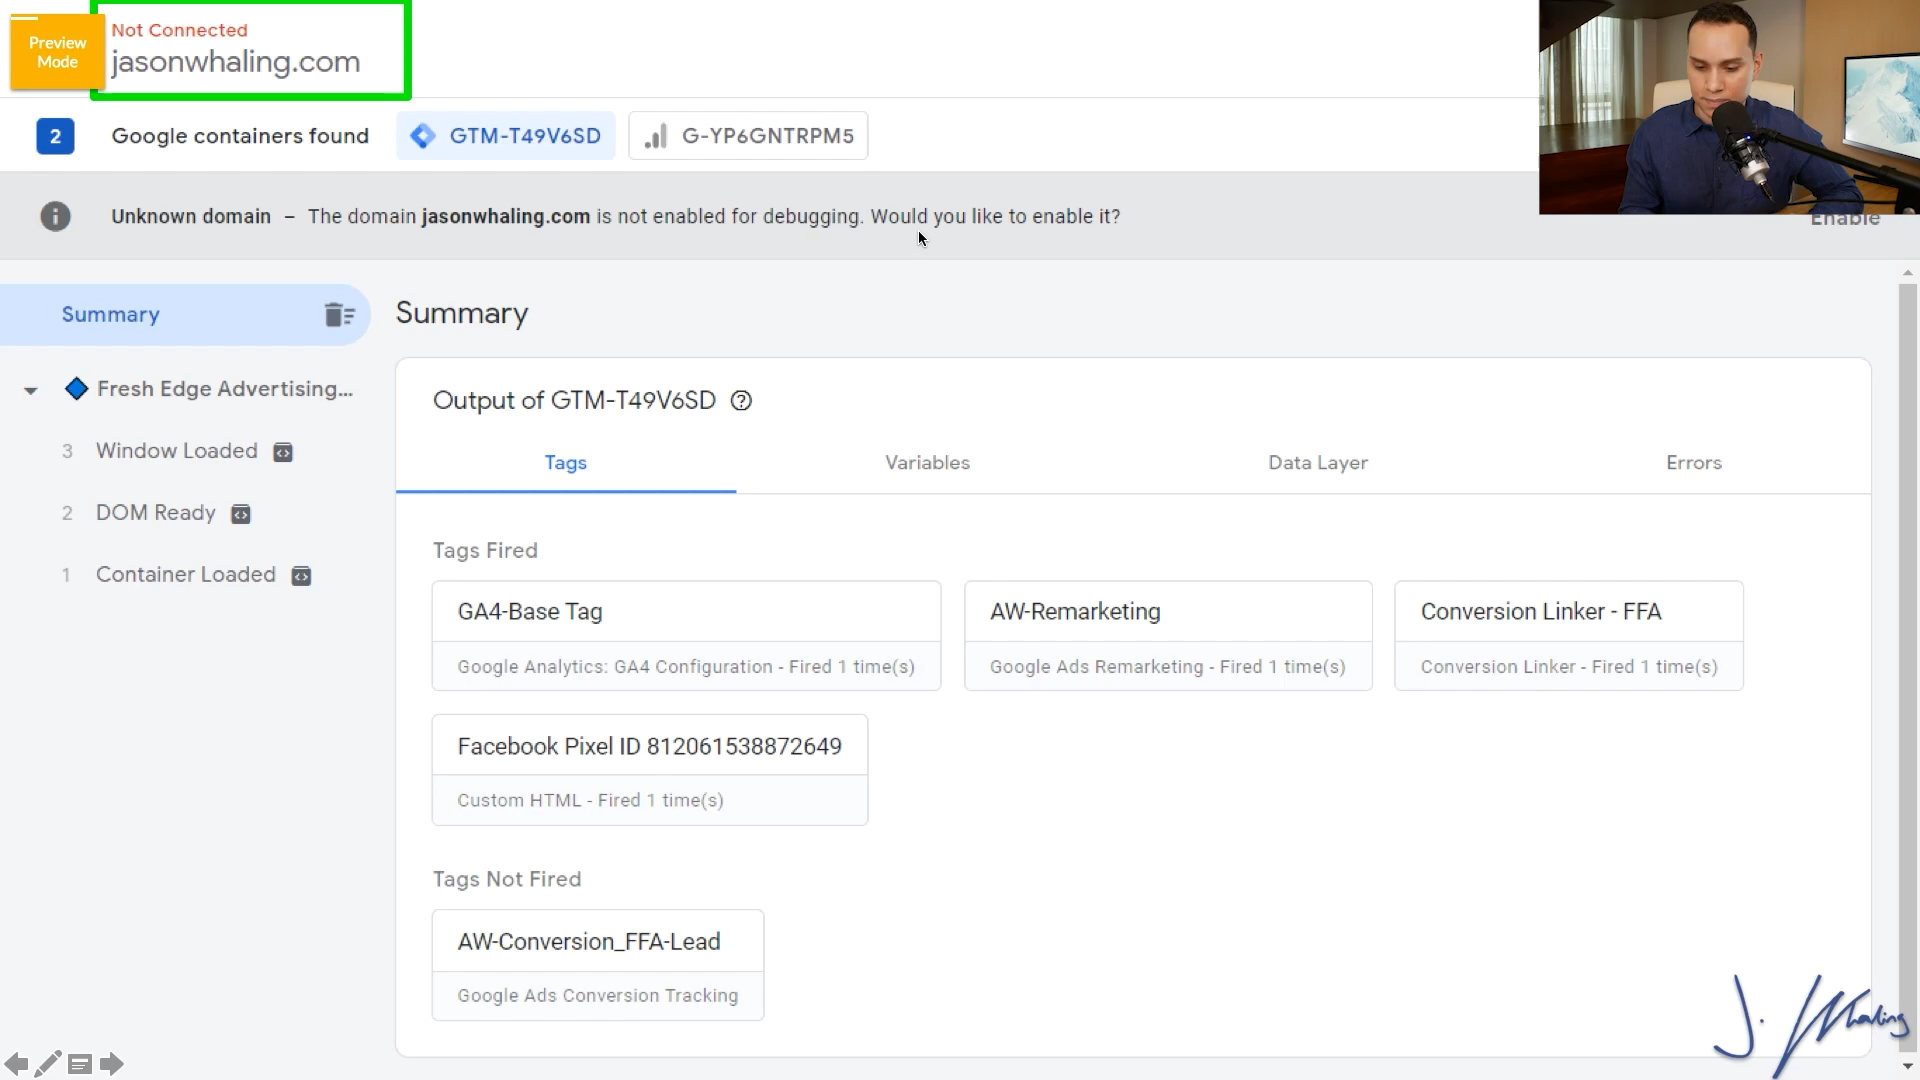 Preview
Mode
Not Connected
jasonwhaling.com
2 Google containers found GTM-T49V6SD G-YP6GNTRPM5
Unknown domain – The domain jasonwhaling.com is not enabled for debugging. Would you like to enable it? Enable
Summary
Fresh Edge Advertising...
3 Window Loaded
2 DOM Ready
1 Container Loaded
Summary
Output of GTM-T49V6SD
Tags Variables Data Layer Errors
Tags Fired
GA4-Base Tag
Google Analytics: GA4 Configuration - Fired 1 time(s)
AW-Remarketing
Google Ads Remarketing - Fired 1 time(s)
Conversion Linker - FFA
Conversion Linker - Fired 1 time(s)
Facebook Pixel ID 812061538872649
Custom HTML - Fired 1 time(s)
Tags Not Fired
AW-Conversion_FFA-Lead
Google Ads Conversion Tracking
J. Whaling